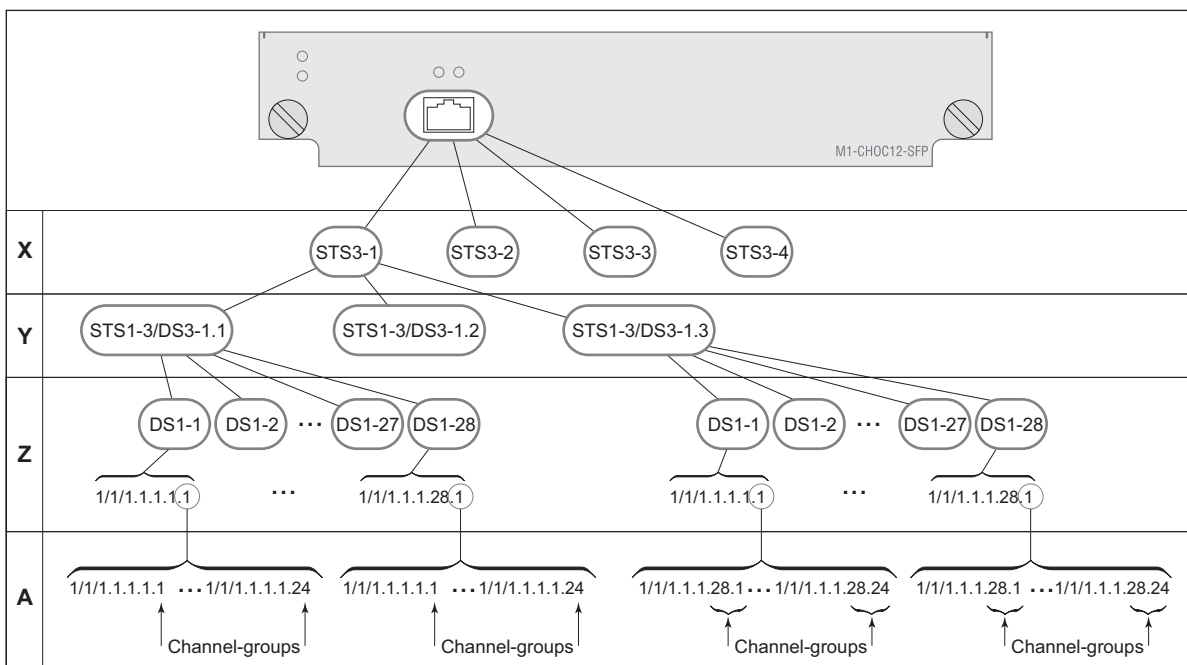 M1-CHOC12-SFP
X
STS3-1 STS3-2 STS3-3 STS3-4
Y
STS1-3/DS3-1.1 STS1-3/DS3-1.2 STS1-3/DS3-1.3
Z
DS1-1 DS1-2 ... DS1-27 DS1-28 DS1-1 DS1-2 ... DS1-27 DS1-28
1/1/1.1.1.1.1 ... 1/1/1.1.1.28.1 1/1/1.1.1.1.1 ... 1/1/1.1.1.28.1
A
1/1/1.1.1.1.1 ... 1/1/1.1.1.1.24 1/1/1.1.1.1.1 ... 1/1/1.1.1.1.24 1/1/1.1.1.28.1 ... 1/1/1.1.1.28.24 1/1/1.1.1.28.1 ... 1/1/1.1.1.28.24
Channel-groups Channel-groups Channel-groups Channel-groups